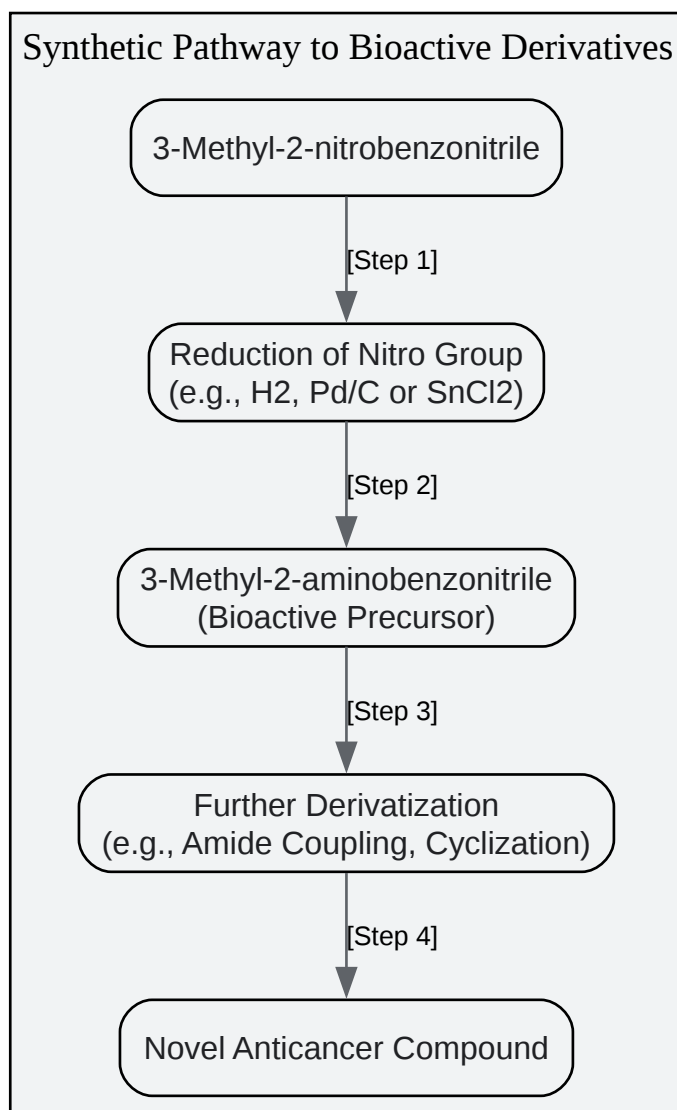 Synthetic Pathway to Bioactive Derivatives
3-Methyl-2-nitrobenzonitrile
[Step 1]
Reduction of Nitro Group
(e.g., H2, Pd/C or SnCl2)
[Step 2]
3-Methyl-2-aminobenzonitrile
(Bioactive Precursor)
[Step 3]
Further Derivatization
(e.g., Amide Coupling, Cyclization)
[Step 4]
Novel Anticancer Compound